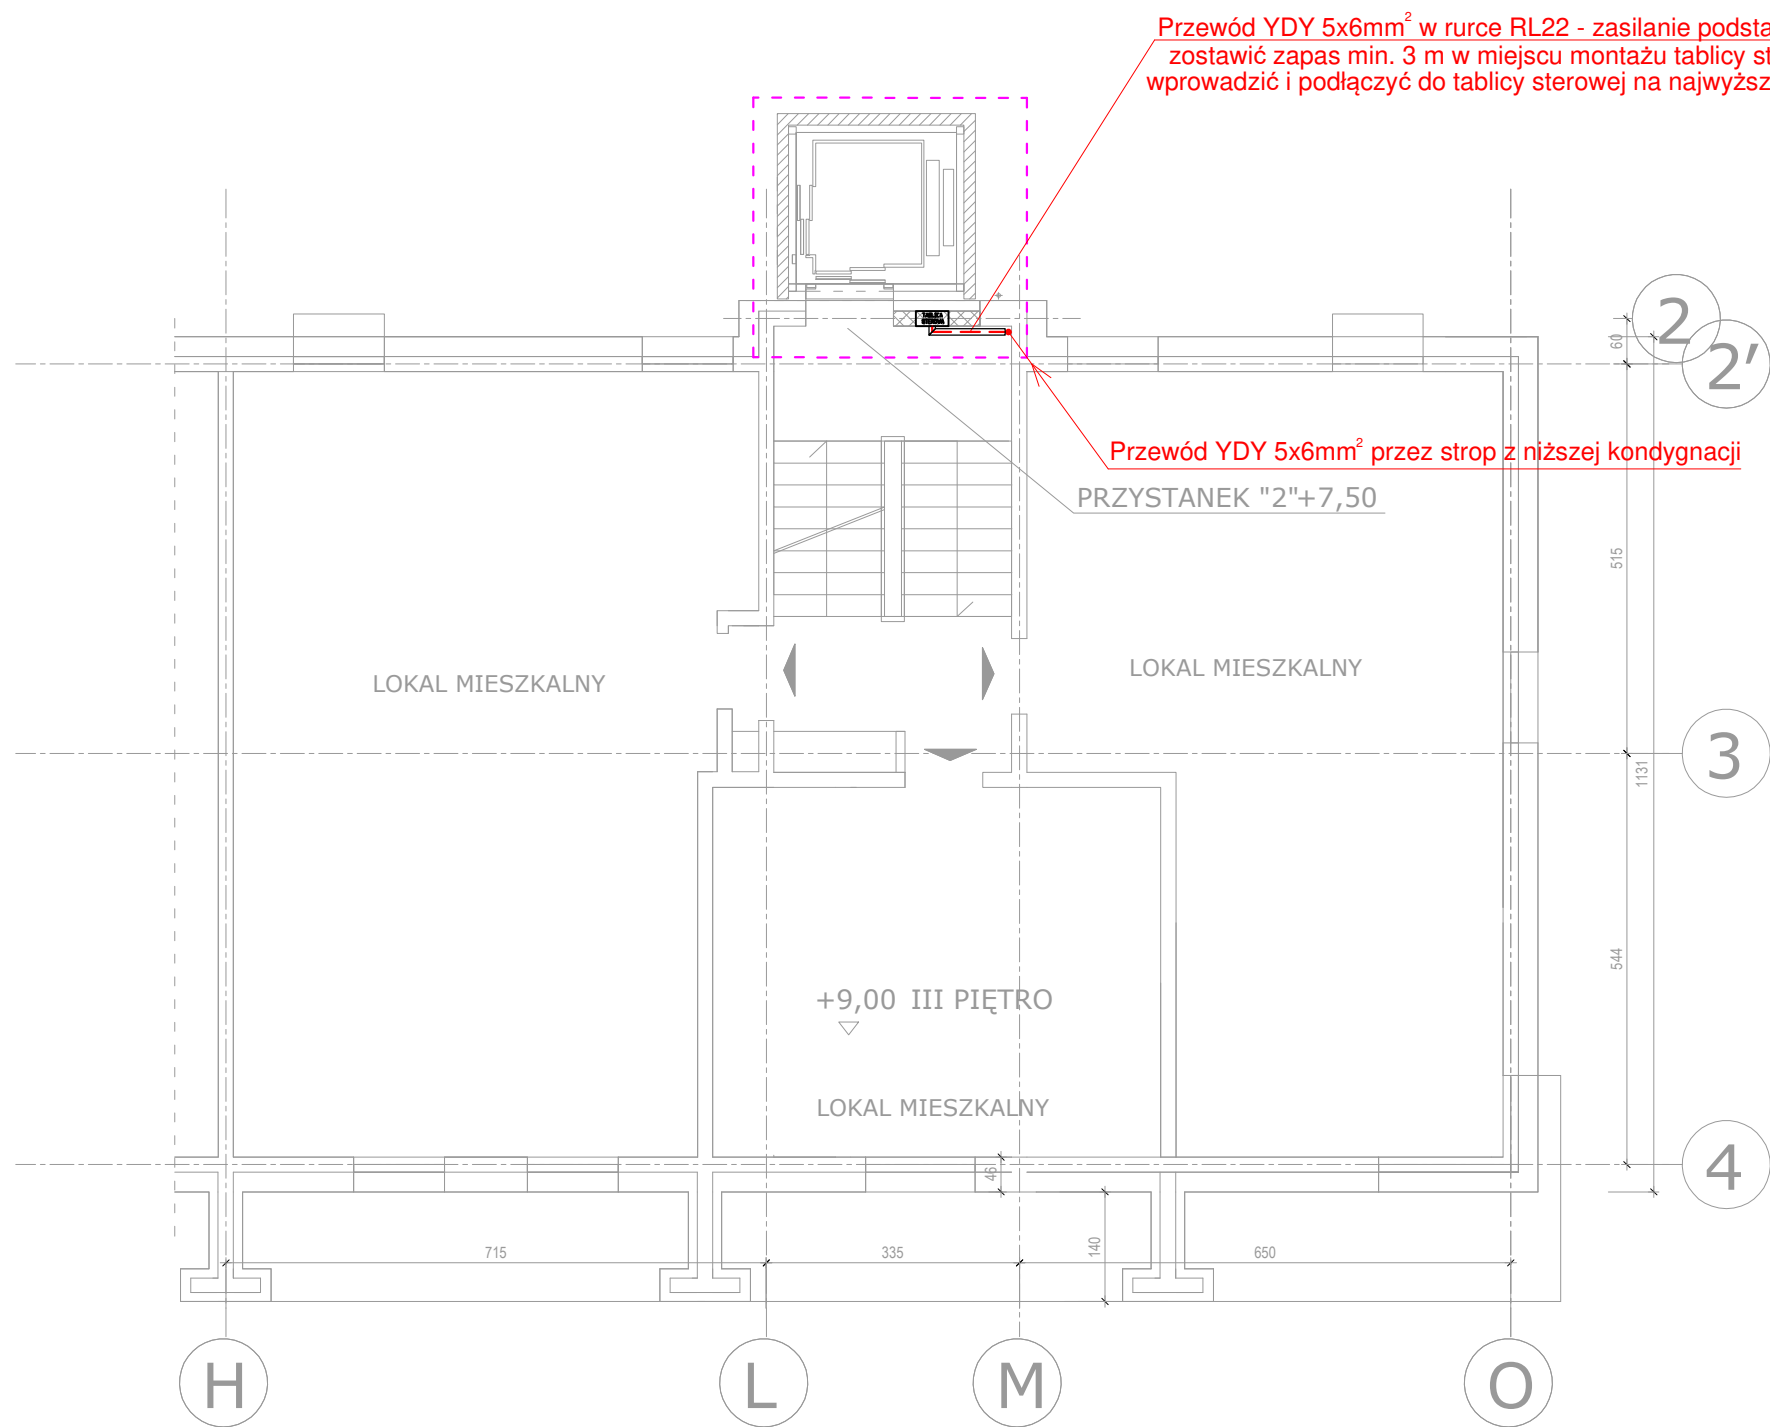 Przewód YDY 5x6mm² w rurce RL22 - zasilanie podsta
zostawić zapas min. 3 m w miejscu montażu tablicy st
wprowadzić i podłączyć do tablicy sterowej na najwyższ
TABLICA
STEROWA
2
60
2'
Przewód YDY 5x6mm² przez strop z niższej kondygnacji
PRZYSTANEK "2"+7,50
515
LOKAL MIESZKALNY
LOKAL MIESZKALNY
3
1131
544
+9,00 III PIĘTRO
LOKAL MIESZKALNY
4
46
140
715
335
650
H
L
M
O